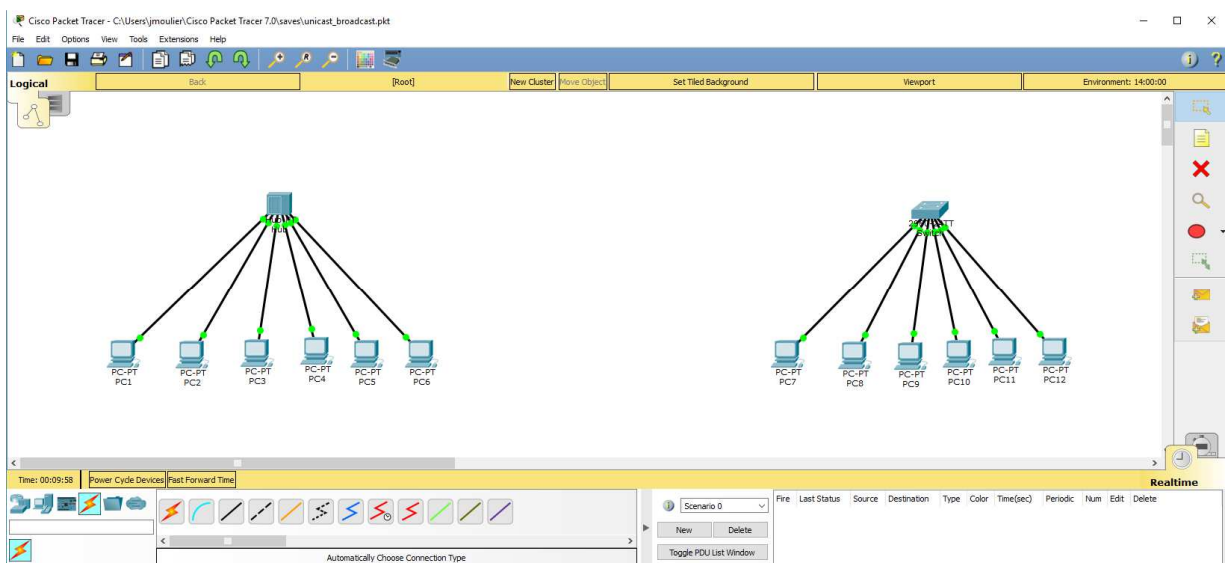 Cisco Packet Tracer - C:\Users\jmoulier\Cisco Packet Tracer 7.0\saves\unicast_broadcast.pkt
File Edit Options View Tools Extensions Help
Logical Back [Root] New Cluster Move Object Set Tiled Background Viewport Environment: 14:00:00
Hub
Switch
PC-PT PC-PT PC-PT PC-PT PC-PT PC-PT
PC1 PC2 PC3 PC4 PC5 PC6
PC-PT PC-PT PC-PT PC-PT PC-PT PC-PT
PC7 PC8 PC9 PC10 PC11 PC12
Time: 00:09:58 Power Cycle Devices Fast Forward Time Realtime
Scenario 0
New Delete
Toggle PDU List Window
Fire Last Status Source Destination Type Color Time(sec) Periodic Num Edit Delete
Automatically Choose Connection Type